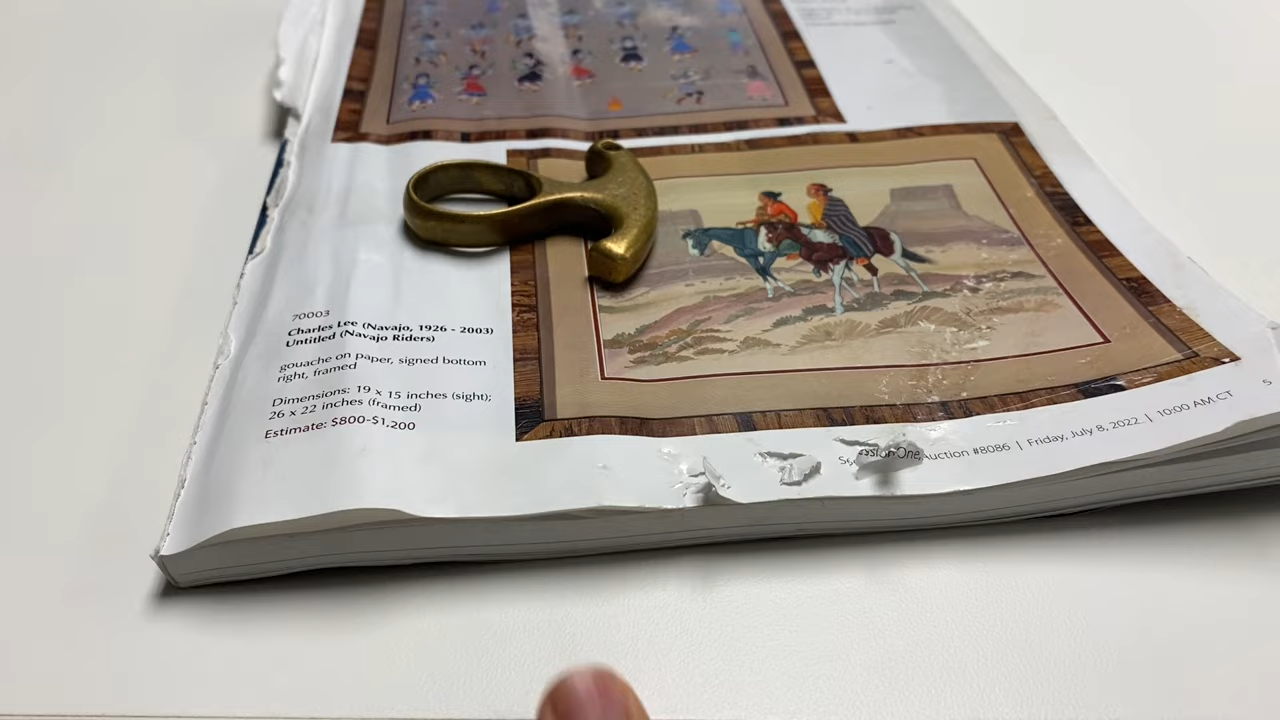 70003
Charles Lee (Navajo, 1926 - 2003)
Untitled (Navajo Riders)
gouache on paper, signed bottom
right, framed
Dimensions: 19 x 15 inches (sight);
26 x 22 inches (framed)
Estimate: $800-$1,200
Session One, Auction #8086 | Friday, July 8, 2022 | 10:00 AM CT
5